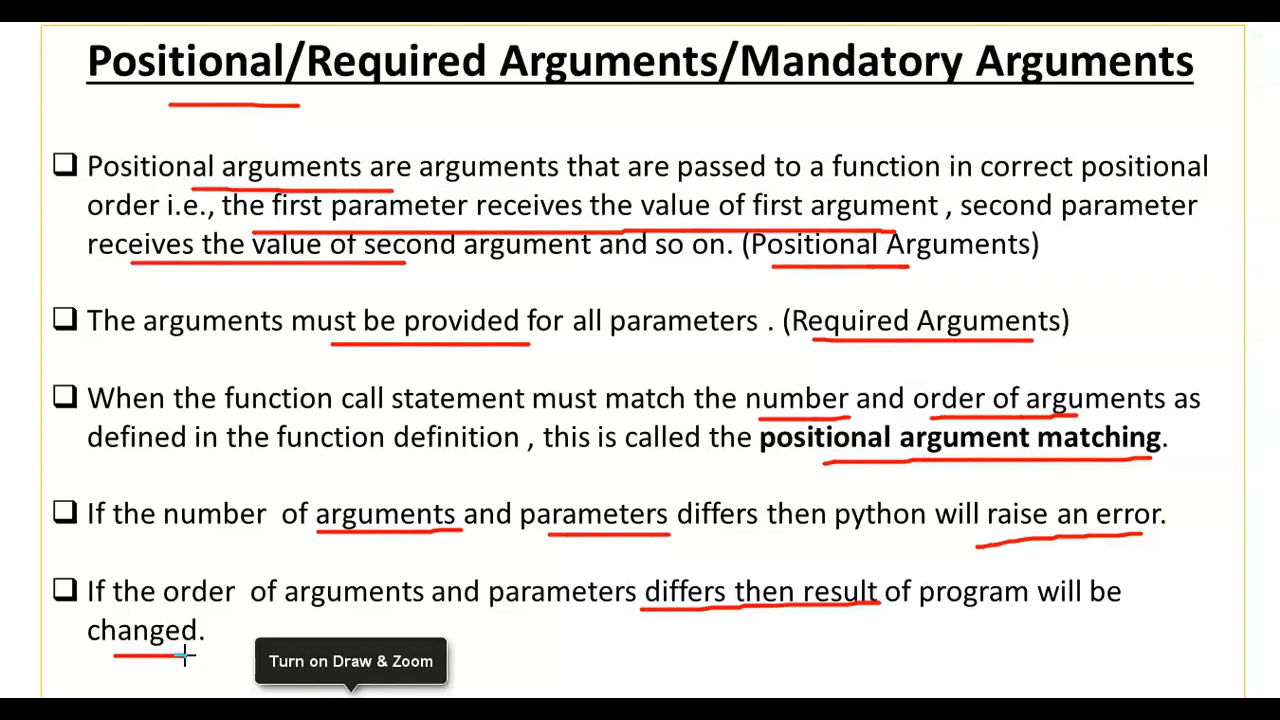 Positional/Required Arguments/Mandatory Arguments
Positional arguments are arguments that are passed to a function in correct positional
order i.e., the first parameter receives the value of first argument , second parameter
receives the value of second argument and so on. (Positional Arguments)
The arguments must be provided for all parameters . (Required Arguments)
When the function call statement must match the number and order of arguments as
defined in the function definition , this is called the positional argument matching.
If the number of arguments and parameters differs then python will raise an error.
If the order of arguments and parameters differs then result of program will be
changed.
Turn on Draw & Zoom